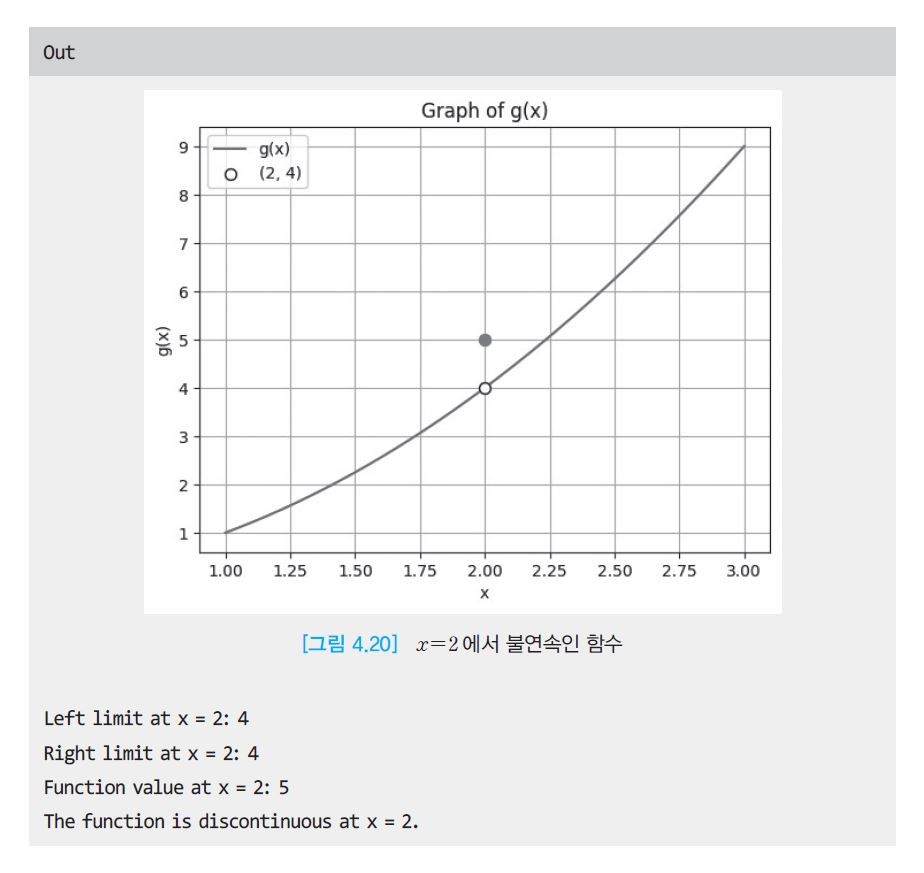 Out
Graph of g(x)
g(x)
(2, 4)
9
8
7
6
5
4
3
2
1
g(x)
1.00 1.25 1.50 1.75 2.00 2.25 2.50 2.75 3.00
x
[그림 4.20] x=2에서 불연속인 함수
Left limit at x = 2: 4
Right limit at x = 2: 4
Function value at x = 2: 5
The function is discontinuous at x = 2.